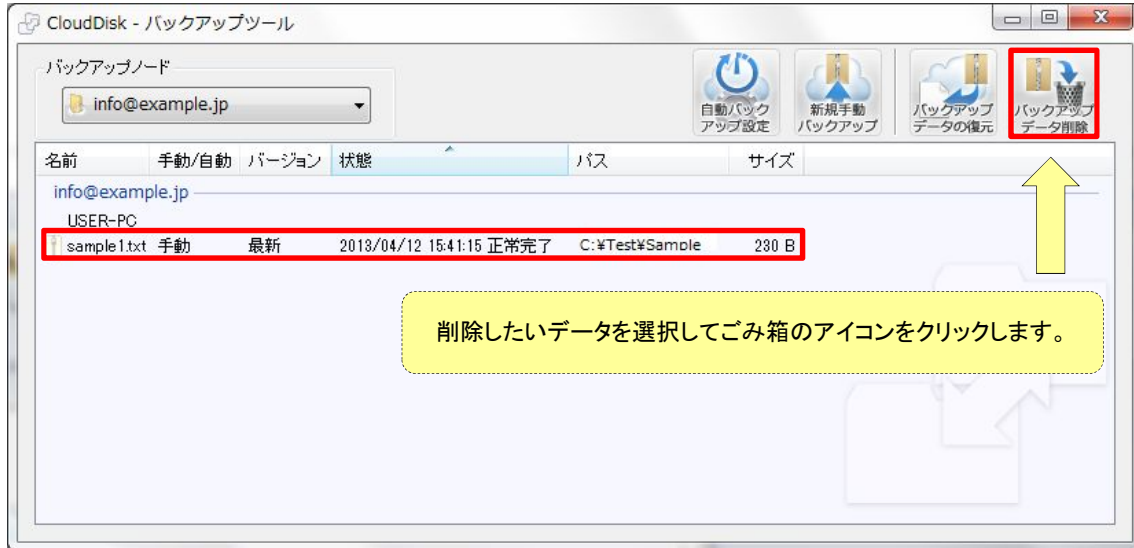 CloudDisk - バックアップツール
バックアップノード
info@example.jp
自動バック
アップ設定
新規手動
バックアップ
バックアップ
データの復元
バックアップ
データ削除
名前 手動/自動 バージョン 状態 パス サイズ
info@example.jp
USER-PC
sample1.txt 手動 最新 2013/04/12 15:41:15 正常完了 C:¥Test¥Sample 230 B
削除したいデータを選択してごみ箱のアイコンをクリックします。